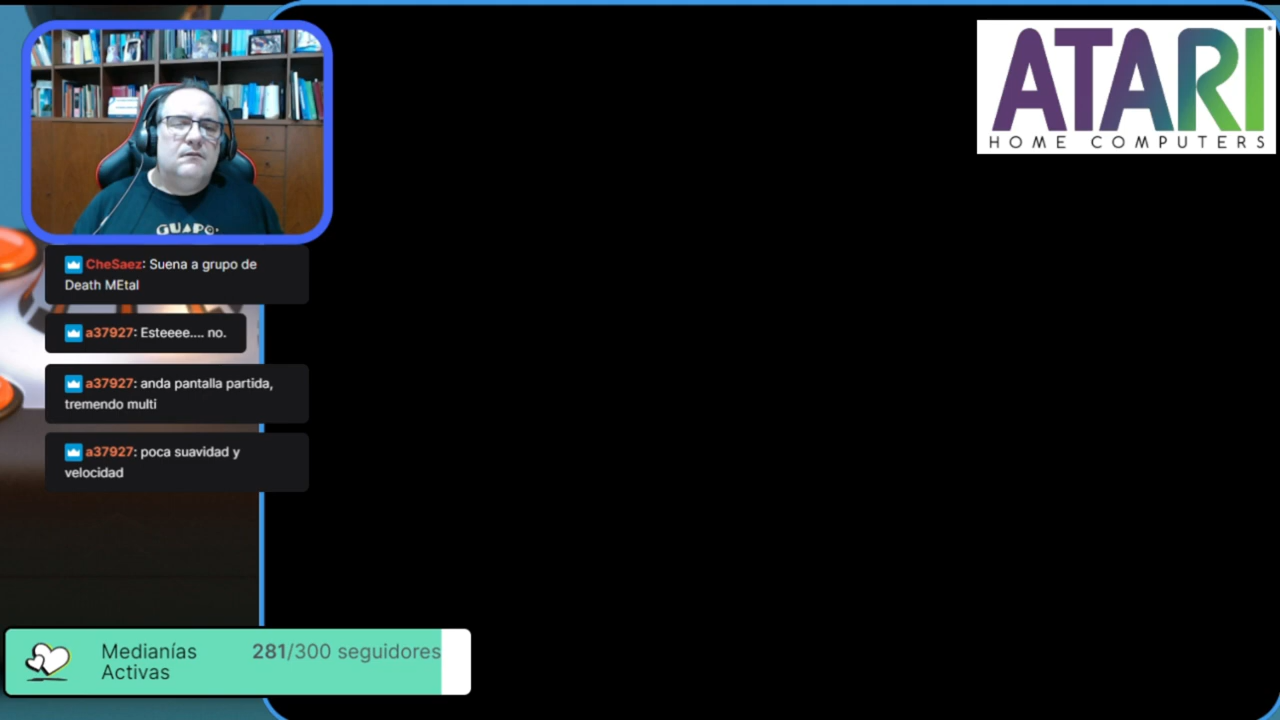 ATARI
HOME COMPUTERS
GUAPO.
CheSaez: Suena a grupo de
Death MEtal
a37927: Esteeee.... no.
a37927: anda pantalla partida,
tremendo multi
a37927: poca suavidad y
velocidad
Medianías
Activas
281/300 seguidores